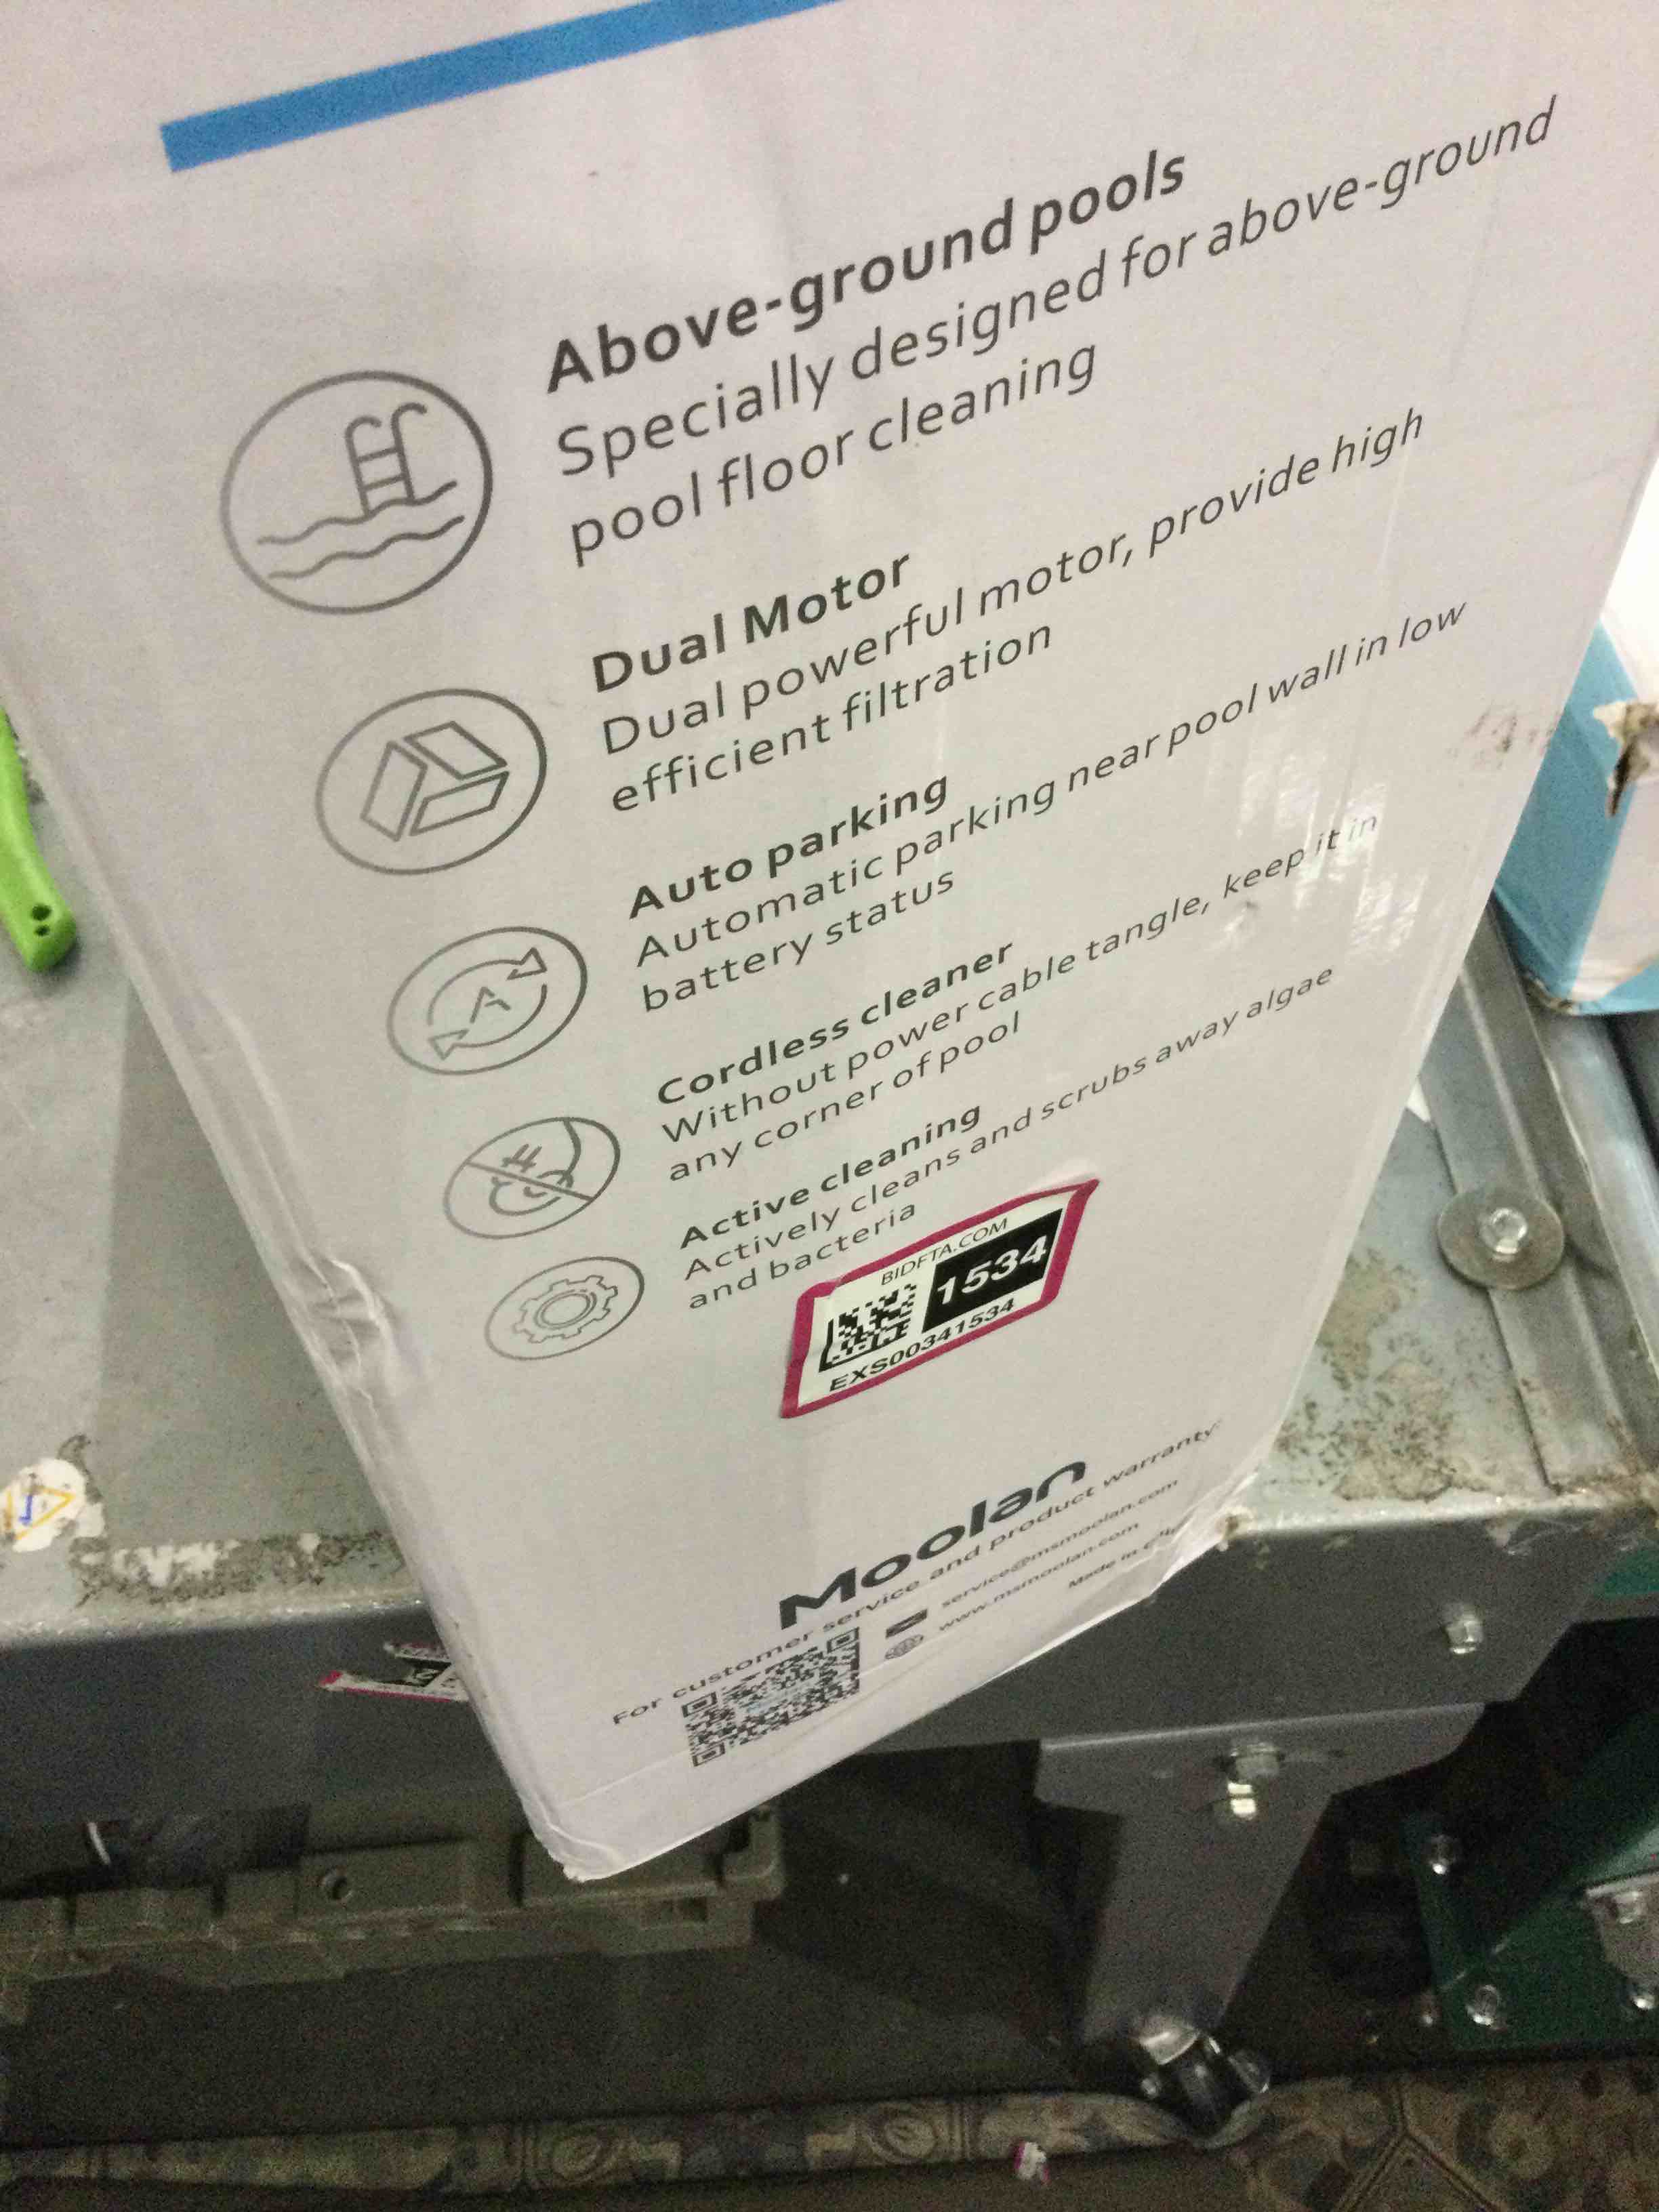 Above-ground pools
Specially designed for above-ground
pool floor cleaning
Dual Motor
Dual powerful motor, provide high
efficient filtration
Auto parking
Automatic parking near pool wall in low
battery status
A
Cordless cleaner
Without power cable tangle, keep it in
any corner of pool
Active cleaning
Actively cleans and scrubs away algae
and bacteria
BIDFTA.COM
1534
EXS00341534
Moolan
For customer service and product warranty:
service@msmoolan.com
www.msmoolan.com
Made in